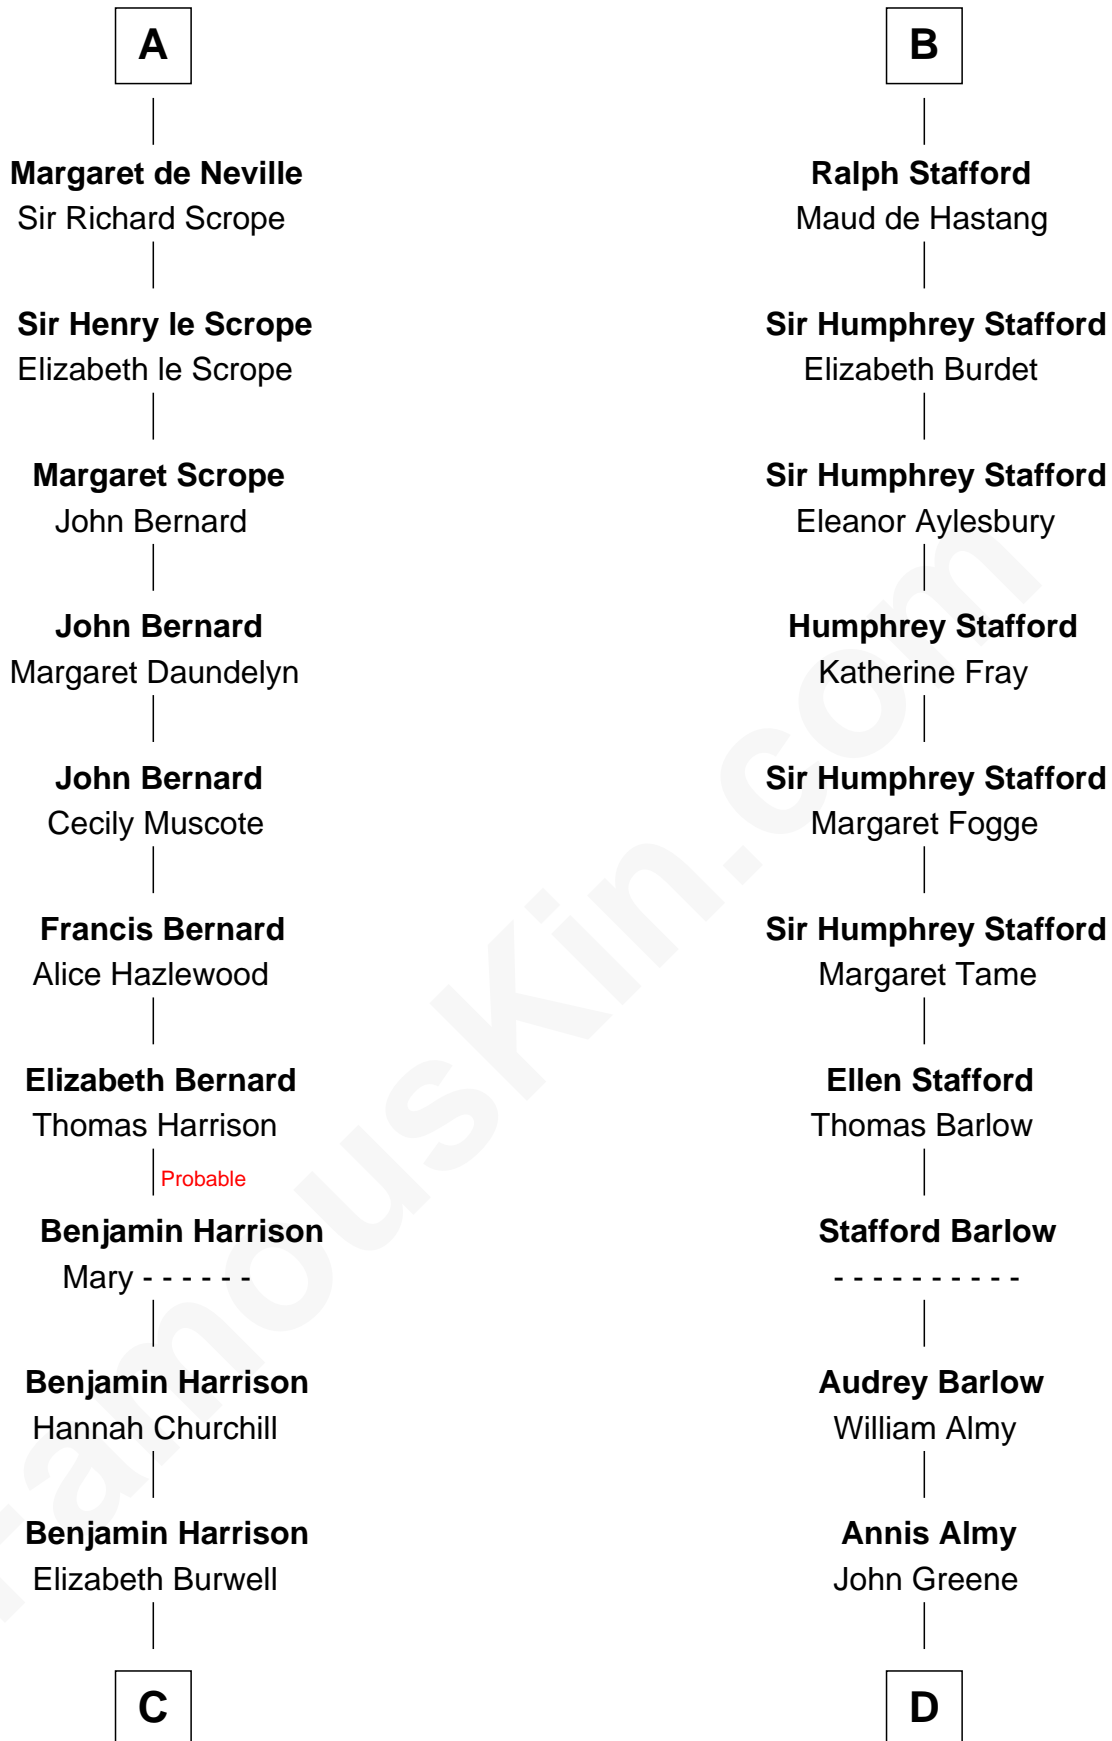 A
Margaret de Neville
Sir Richard Scrope
Sir Henry le Scrope
Elizabeth le Scrope
Margaret Scrope
John Bernard
John Bernard
Margaret Daundelyn
John Bernard
Cecily Muscote
Francis Bernard
Alice Hazlewood
Elizabeth Bernard
Thomas Harrison
Probable
Benjamin Harrison
Mary - - - - - -
Benjamin Harrison
Hannah Churchill
Benjamin Harrison
Elizabeth Burwell
C
B
Ralph Stafford
Maud de Hastang
Sir Humphrey Stafford
Elizabeth Burdet
Sir Humphrey Stafford
Eleanor Aylesbury
Humphrey Stafford
Katherine Fray
Sir Humphrey Stafford
Margaret Fogge
Sir Humphrey Stafford
Margaret Tame
Ellen Stafford
Thomas Barlow
Stafford Barlow
- - - - - - - - - -
Audrey Barlow
William Almy
Annis Almy
John Greene
D
FamousKin.com